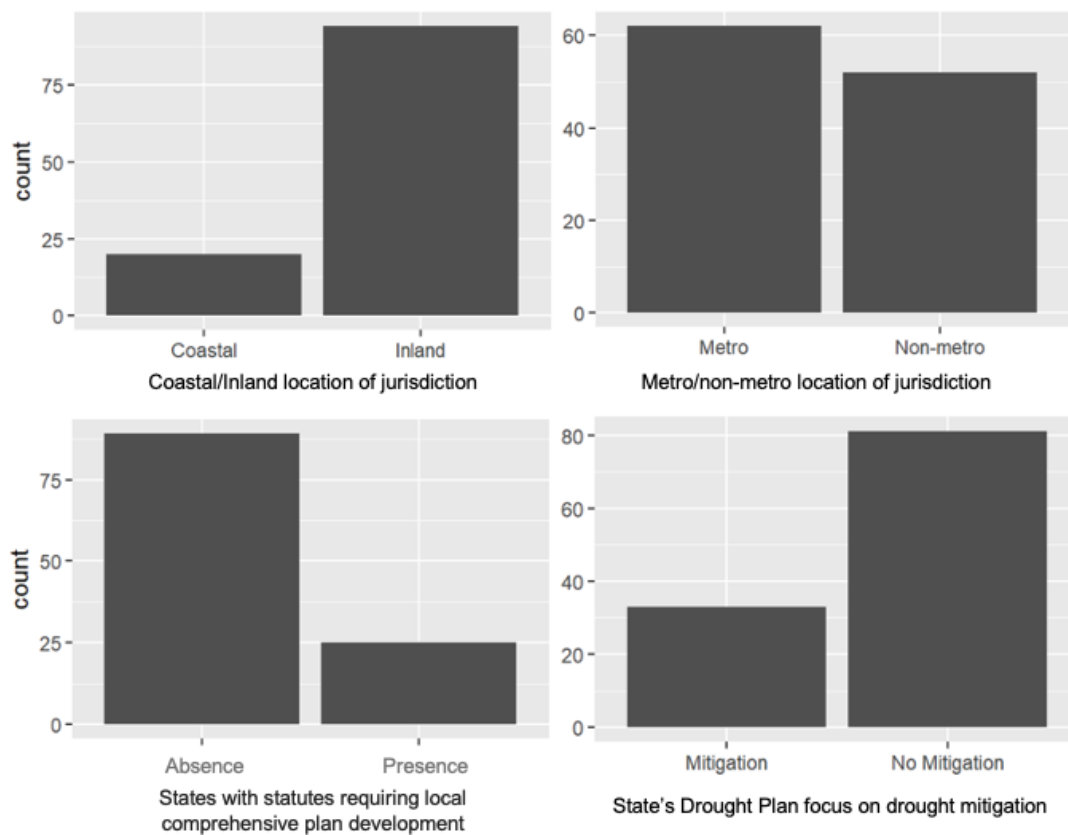 count
75
50
25
0
Coastal
Inland
Coastal/Inland location of jurisdiction
60
40
20
0
Metro
Non-metro
Metro/non-metro location of jurisdiction
count
75
50
25
0
Absence
Presence
States with statutes requiring local
comprehensive plan development
80
60
40
20
0
Mitigation
No Mitigation
State's Drought Plan focus on drought mitigation